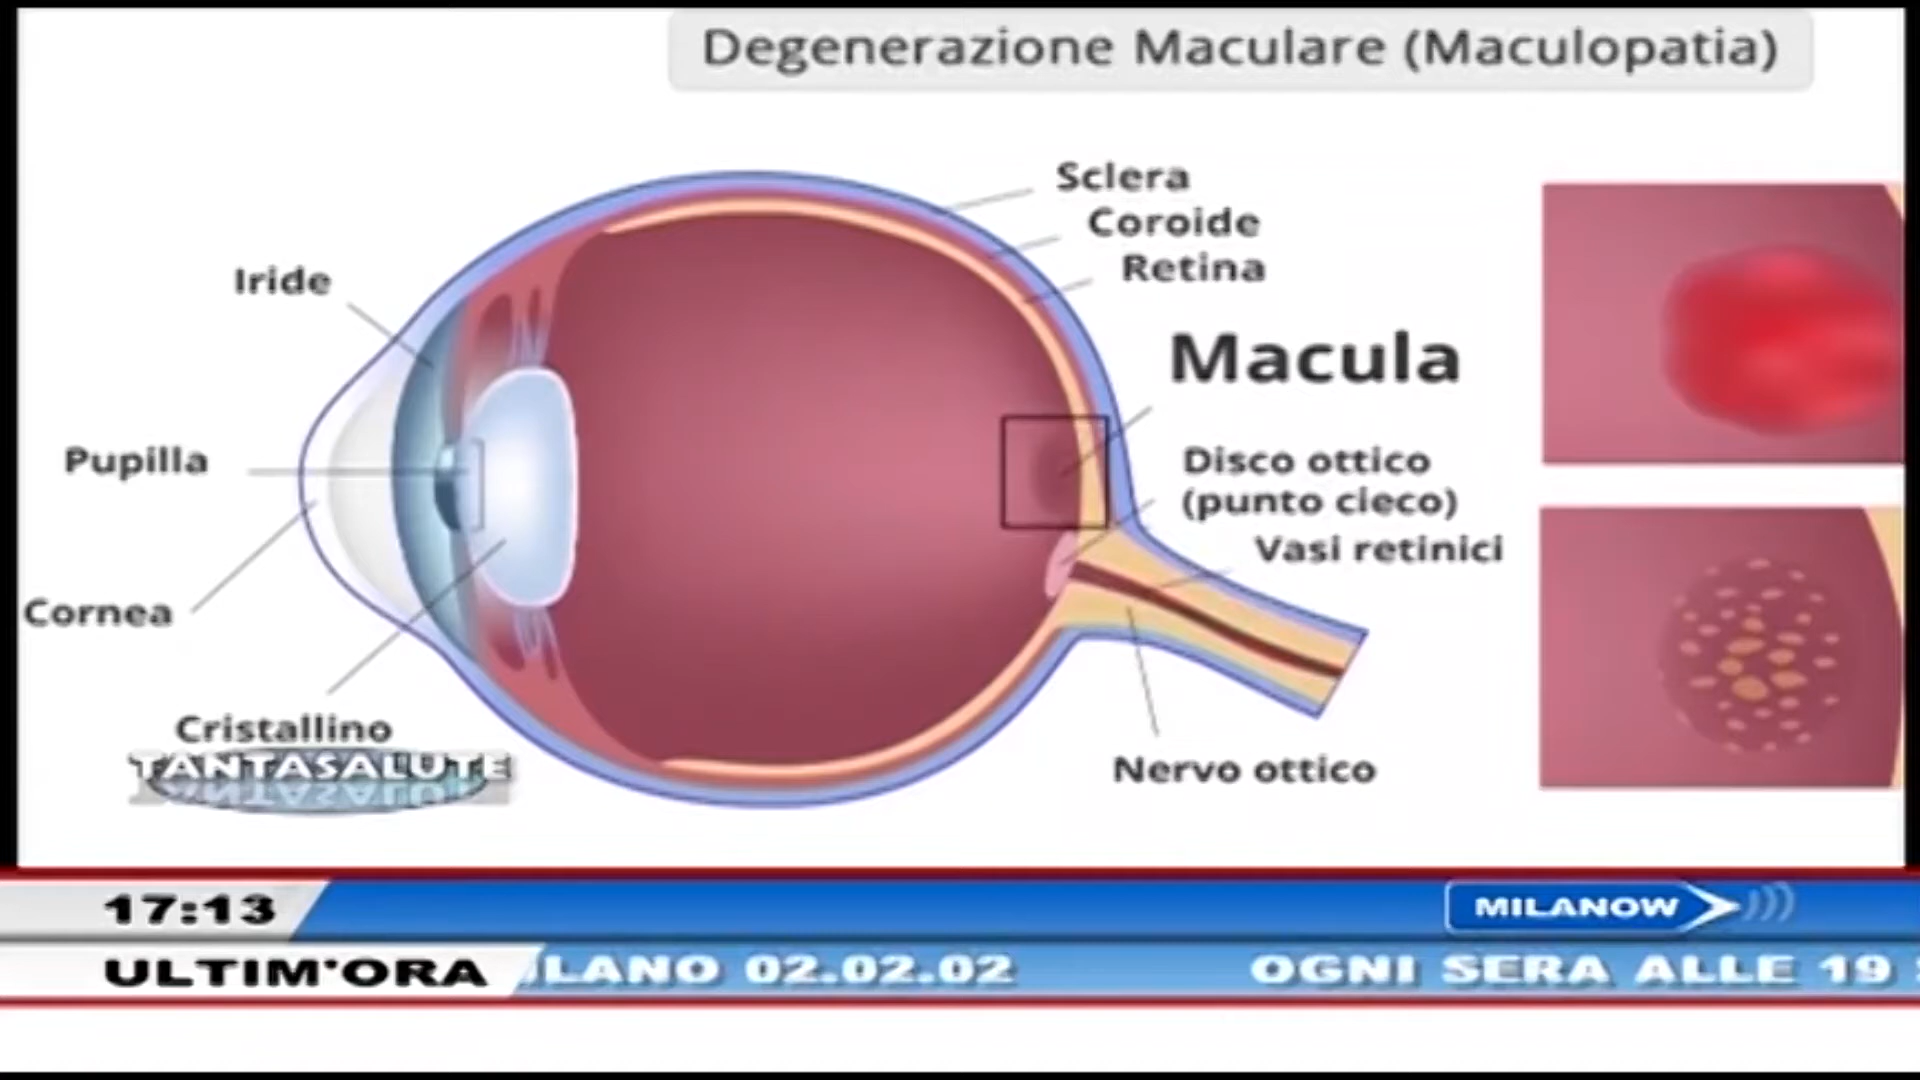 Degenerazione Maculare (Maculopatia)
Sclera
Coroide
Retina
Iride
Macula
Pupilla
Disco ottico
(punto cieco)
Vasi retinici
Cornea
Cristallino
Nervo ottico
TANTASALUTE
17:13
MILANOW
ULTIM'ORA
ILANO 02.02.02 OGNI SERA ALLE 19